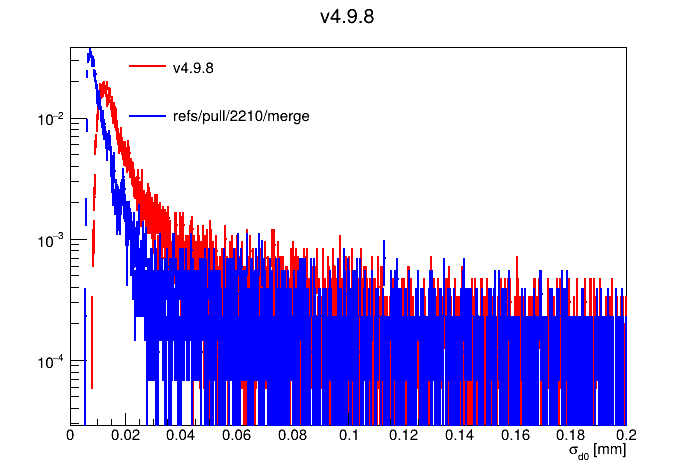 v4.9.8
v4.9.8
refs/pull/2210/merge
10⁻²
10⁻³
10⁻⁴
0 0.02 0.04 0.06 0.08 0.1 0.12 0.14 0.16 0.18 0.2
σd0 [mm]